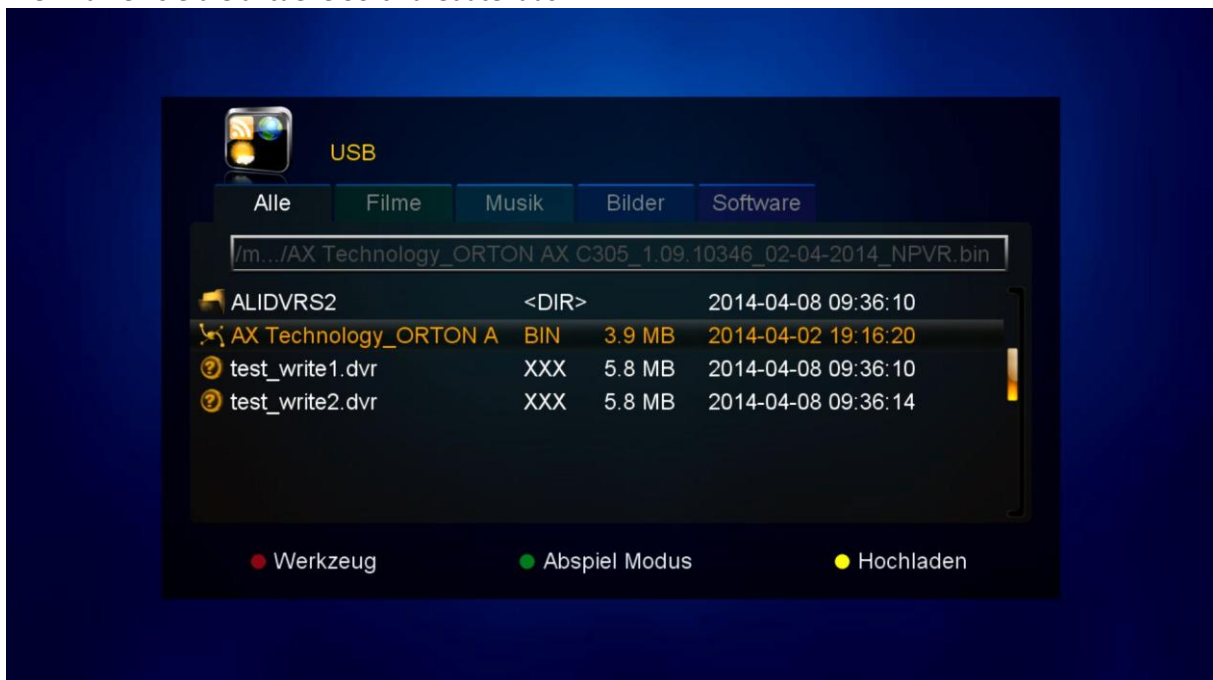 USB
Alle Filme Musik Bilder Software
/m.../AX Technology_ORTON AX C305_1.09.10346_02-04-2014_NPVR.bin
ALIDVRS2 <DIR> 2014-04-08 09:36:10
AX Technology_ORTON A BIN 3.9 MB 2014-04-02 19:16:20
test_write1.dvr XXX 5.8 MB 2014-04-08 09:36:10
test_write2.dvr XXX 5.8 MB 2014-04-08 09:36:14
Werkzeug Abspiel Modus Hochladen